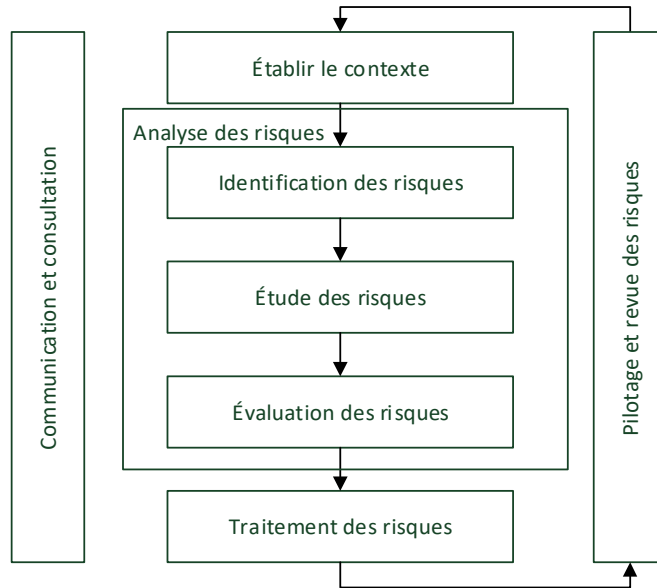 Établir le contexte
Analyse des risques
Identification des risques
Étude des risques
Évaluation des risques
Traitement des risques
Communication et consultation
Pilotage et revue des risques